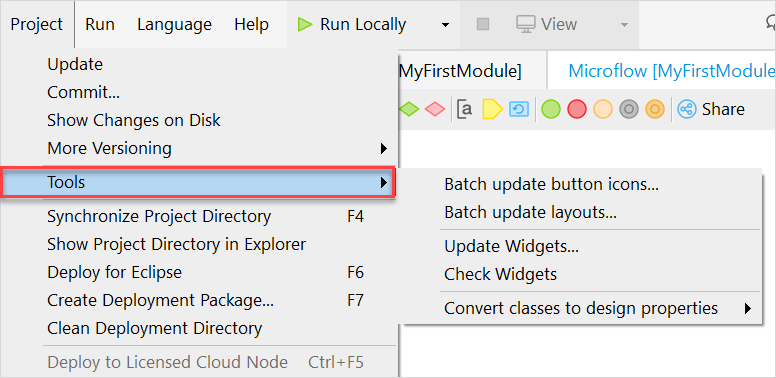 Project Run Language Help Run Locally View
Update
Commit...
Show Changes on Disk
More Versioning
Tools
Synchronize Project Directory F4
Show Project Directory in Explorer
Deploy for Eclipse F6
Create Deployment Package... F7
Clean Deployment Directory
Deploy to Licensed Cloud Node Ctrl+F5
MyFirstModule] Microflow [MyFirstModule
[a Share
Batch update button icons...
Batch update layouts...
Update Widgets...
Check Widgets
Convert classes to design properties